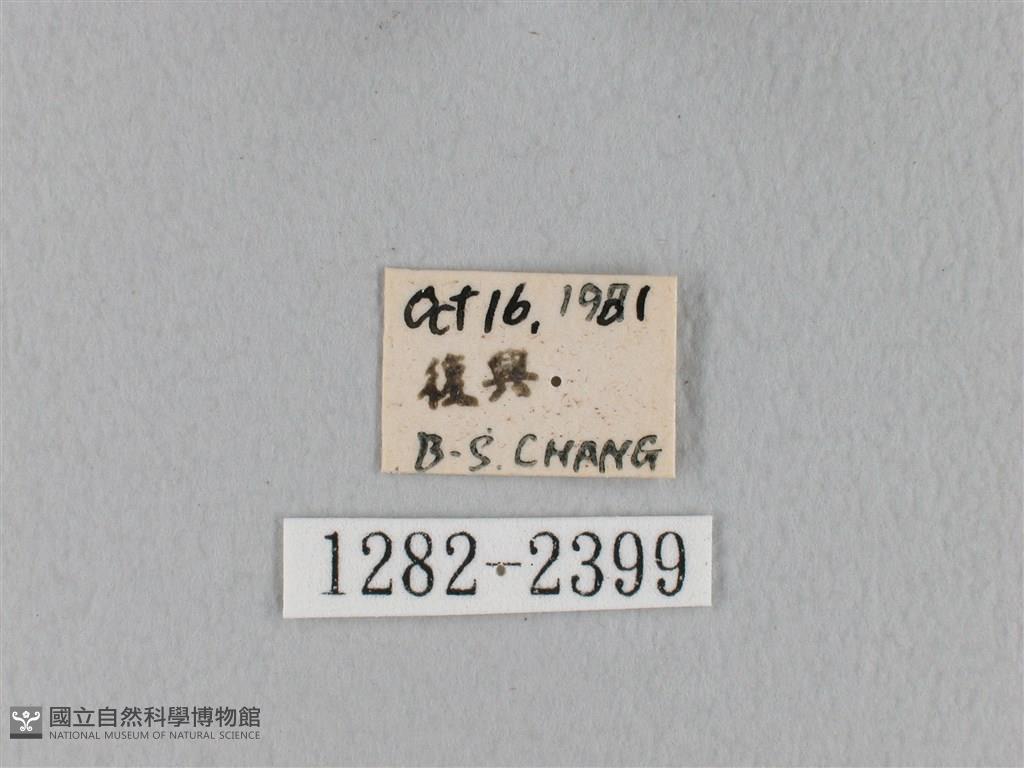 Oct 16, 1981
復興
B-S. CHANG
1282-2399
國立自然科學博物館
NATIONAL MUSEUM OF NATURAL SCIENCE